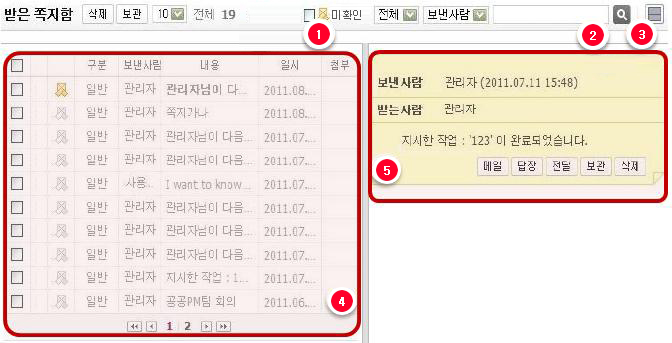 받은 쪽지함 삭제 보관 10 전체 19 미확인 전체 보낸사람
1 2 3
구분 보낸사람 내용 일시 첨부
일반 관리자 관리자님이 다... 2011.08....
일반 관리자 쪽지가나 2011.08....
일반 관리자 관리자님이 다음... 2011.07....
일반 관리자 관리자님이 다음... 2011.07....
일반 사용.. I want to know... 2011.07....
일반 관리자 관리자님이 다음... 2011.07....
일반 관리자 관리자님이 다음... 2011.07....
일반 관리자 관리자님이 다음... 2011.07....
일반 관리자 지시한 작업 : 1... 2011.07....
일반 관리자 공공PM팀 회의 2011.06....
4
1 2
보낸사람 관리자 (2011.07.11 15:48)
받는사람 관리자
지시한 작업 : '123' 이 완료되었습니다.
5 메일 답장 전달 보관 삭제